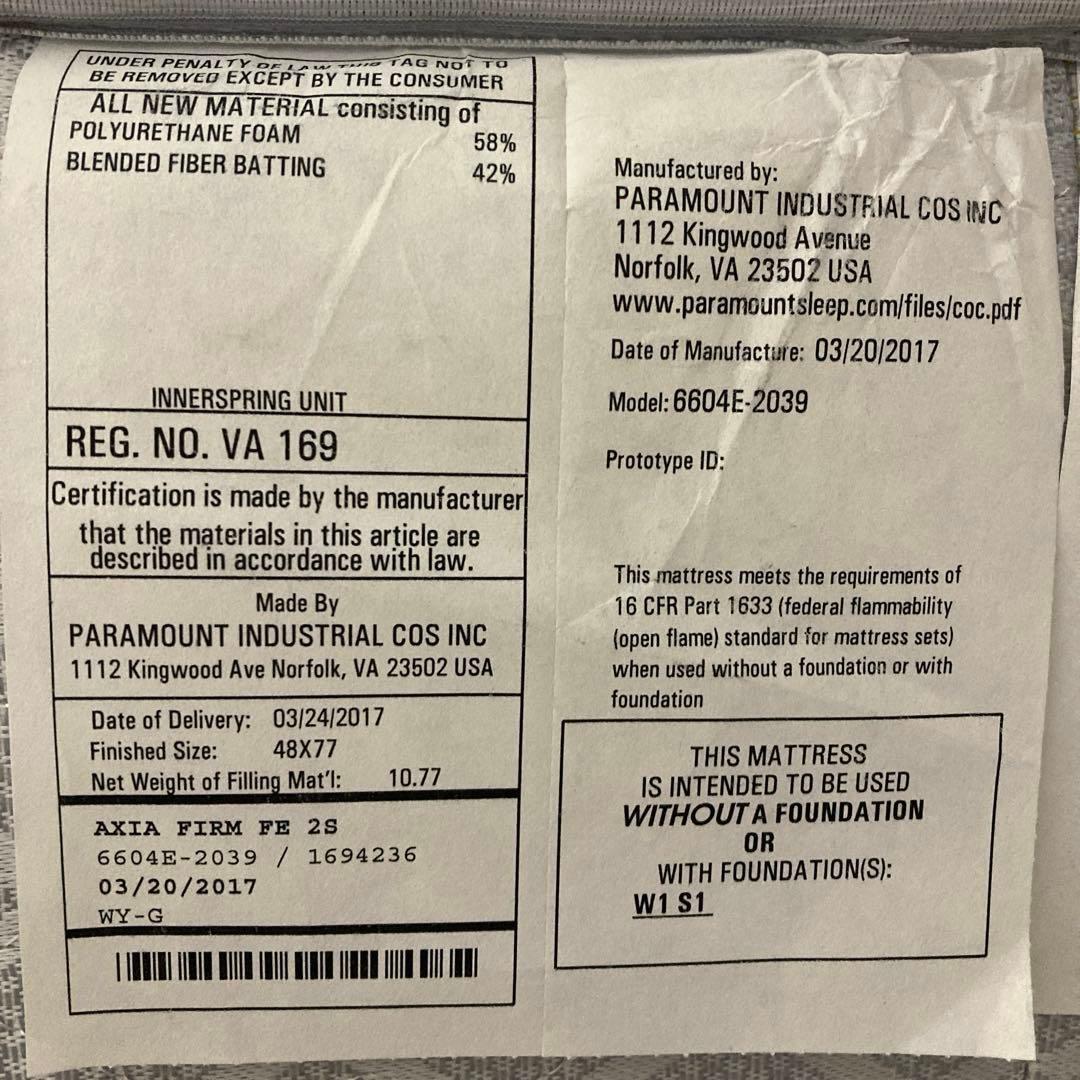 UNDER PENALTY OF LAW THIS TAG NOT TO
BE REMOVED EXCEPT BY THE CONSUMER
ALL NEW MATERIAL consisting of
POLYURETHANE FOAM 58%
BLENDED FIBER BATTING 42%
INNERSPRING UNIT
REG. NO. VA 169
Certification is made by the manufacturer
that the materials in this article are
described in accordance with law.
Made By
PARAMOUNT INDUSTRIAL COS INC
1112 Kingwood Ave Norfolk, VA 23502 USA
Date of Delivery: 03/24/2017
Finished Size: 48X77
Net Weight of Filling Mat'l: 10.77
AXIA FIRM FE 2S
6604E-2039 / 1694236
03/20/2017
WY-G
Manufactured by:
PARAMOUNT INDUSTRIAL COS INC
1112 Kingwood Avenue
Norfolk, VA 23502 USA
www.paramountsleep.com/files/coc.pdf
Date of Manufacture: 03/20/2017
Model: 6604E-2039
Prototype ID:
This mattress meets the requirements of
16 CFR Part 1633 (federal flammability
(open flame) standard for mattress sets)
when used without a foundation or with
foundation
THIS MATTRESS
IS INTENDED TO BE USED
WITHOUT A FOUNDATION
OR
WITH FOUNDATION(S):
W1 S1